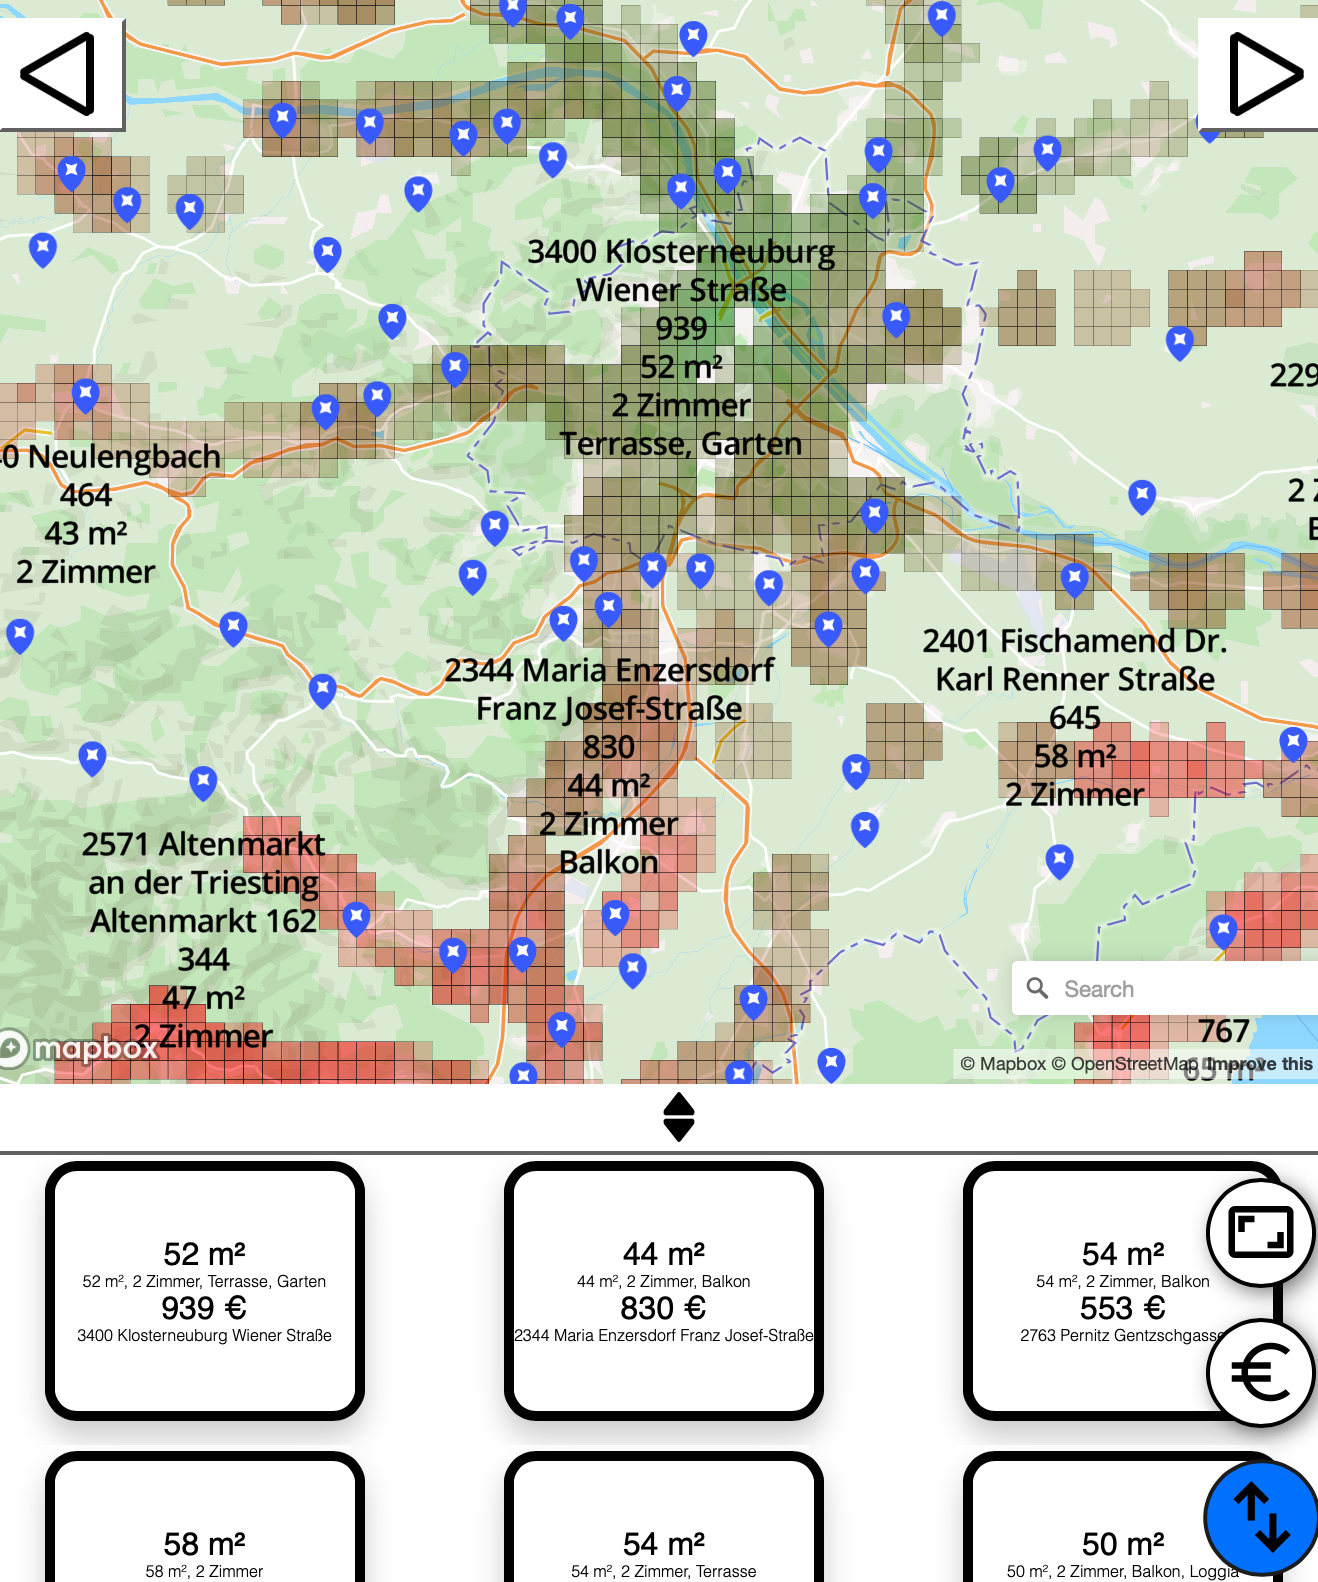 3400 Klosterneuburg
Wiener Straße
939
52 m²
2 Zimmer
Terrasse, Garten
229
2
0 Neulengbach
464
43 m²
2 Zimmer
2344 Maria Enzersdorf
Franz Josef-Straße
830
44 m²
2 Zimmer
Balkon
2401 Fischamend Dr.
Karl Renner Straße
645
58 m²
2 Zimmer
2571 Altenmarkt
an der Triesting
Altenmarkt 162
344
47 m²
2 Zimmer
mapbox
Search
767
65 m²
© Mapbox © OpenStreetMap Improve this
52 m²
52 m², 2 Zimmer, Terrasse, Garten
939 €
3400 Klosterneuburg Wiener Straße
44 m²
44 m², 2 Zimmer, Balkon
830 €
2344 Maria Enzersdorf Franz Josef-Straße
54 m²
54 m², 2 Zimmer, Balkon
553 €
2763 Pernitz Gentzschgasse
€
58 m²
58 m², 2 Zimmer
54 m²
54 m², 2 Zimmer, Terrasse
50 m²
50 m², 2 Zimmer, Balkon, Loggia